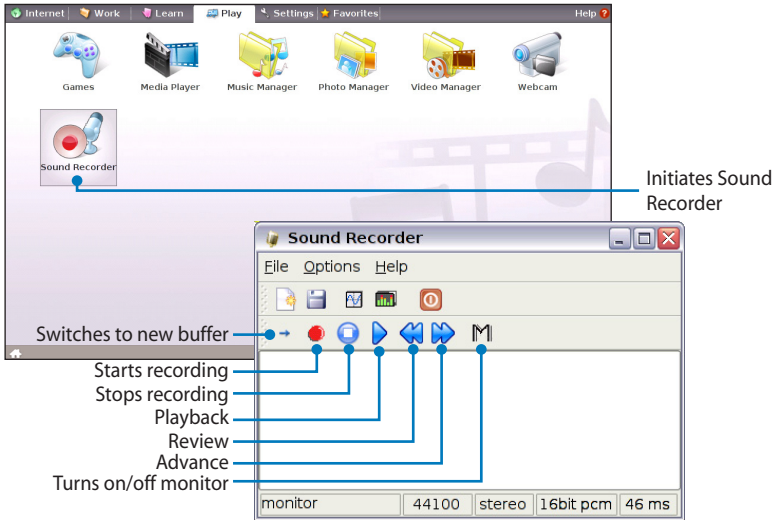 Internet Work Learn Play Settings Favorites Help ?
Games Media Player Music Manager Photo Manager Video Manager Webcam
Sound Recorder
Initiates Sound
Recorder
Sound Recorder
File Options Help
Switches to new buffer
M
Starts recording
Stops recording
Playback
Review
Advance
Turns on/off monitor
monitor 44100 stereo 16bit pcm 46 ms